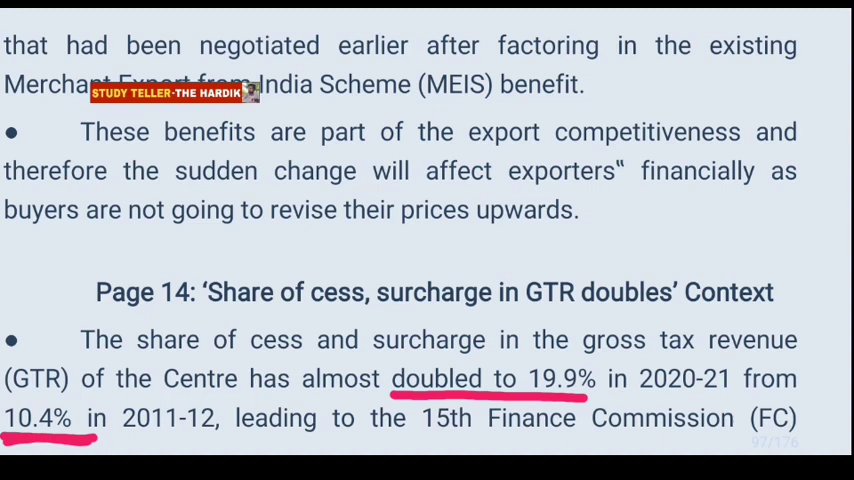 that had been negotiated earlier after factoring in the existing
Merchant Export from India Scheme (MEIS) benefit.
STUDY TELLER-THE HARDIK
● These benefits are part of the export competitiveness and
therefore the sudden change will affect exporters‟ financially as
buyers are not going to revise their prices upwards.
Page 14: ‘Share of cess, surcharge in GTR doubles’ Context
● The share of cess and surcharge in the gross tax revenue
(GTR) of the Centre has almost doubled to 19.9% in 2020-21 from
10.4% in 2011-12, leading to the 15th Finance Commission (FC)
97/176